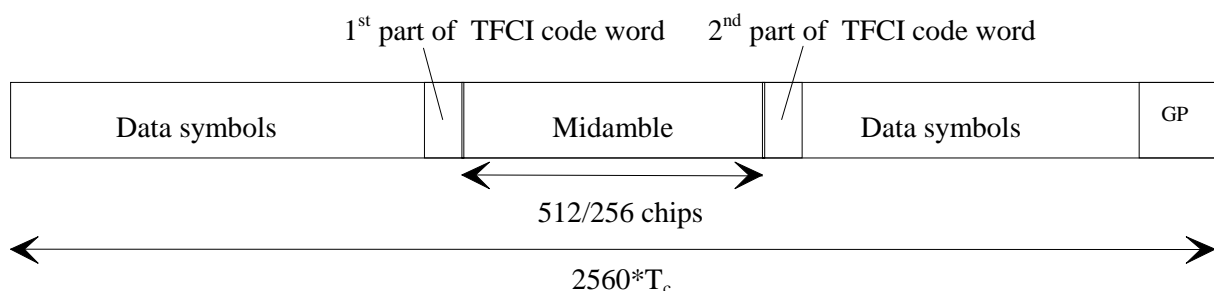 1st part of TFCI code word 2nd part of TFCI code word
Data symbols Midamble Data symbols GP
512/256 chips
2560*Tc